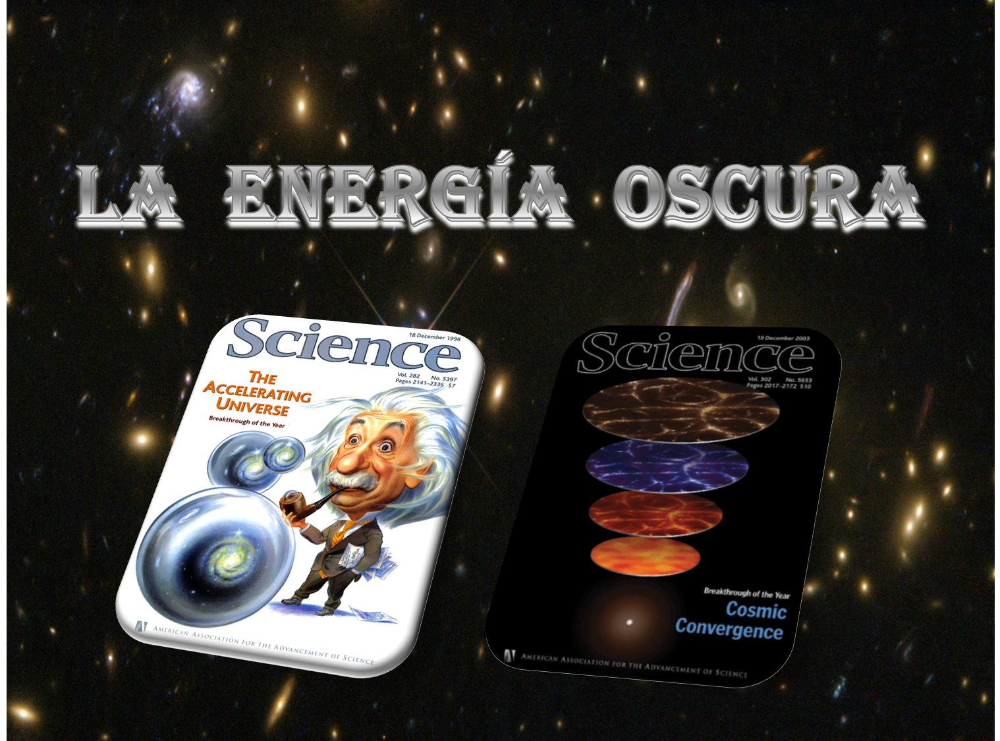 LA ENERGÍA OSCURA
Science
18 December 1998
Vol. 282 No. 5397
Pages 2141–2336 $7
THE
ACCELERATING
UNIVERSE
Breakthrough of the Year
AMERICAN ASSOCIATION FOR THE ADVANCEMENT OF SCIENCE
Science
19 December 2003
Vol. 302 No. 5653
Pages 2017–2172 $10
Breakthrough of the Year
Cosmic
Convergence
AMERICAN ASSOCIATION FOR THE ADVANCEMENT OF SCIENCE